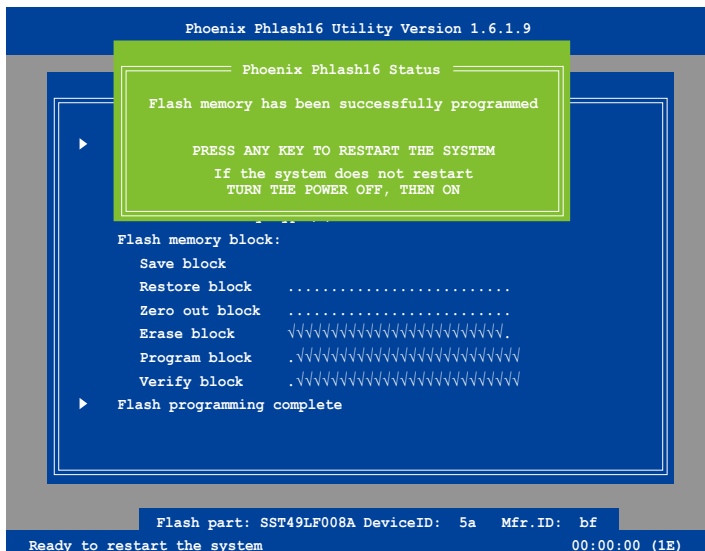 Phoenix Phlash16 Utility Version 1.6.1.9
Phoenix Phlash16 Status
Flash memory has been successfully programmed
PRESS ANY KEY TO RESTART THE SYSTEM
If the system does not restart
TURN THE POWER OFF, THEN ON
Flash memory block:
Save block
Restore block ..........................
Zero out block ..........................
Erase block √√√√√√√√√√√√√√√√√√√√√√√√√.
Program block .√√√√√√√√√√√√√√√√√√√√√√√√√
Verify block .√√√√√√√√√√√√√√√√√√√√√√√√√
Flash programming complete
Flash part: SST49LF008A DeviceID: 5a Mfr.ID: bf
Ready to restart the system 00:00:00 (1E)